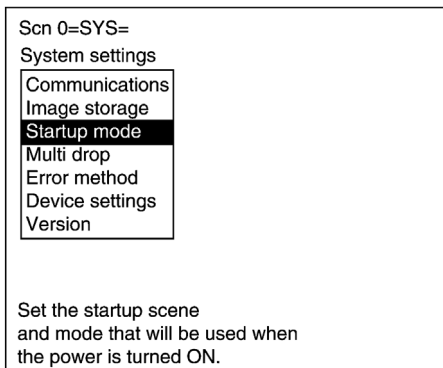 Scn 0=SYS=
System settings
Communications
Image storage
Startup mode
Multi drop
Error method
Device settings
Version
Set the startup scene
and mode that will be used when
the power is turned ON.